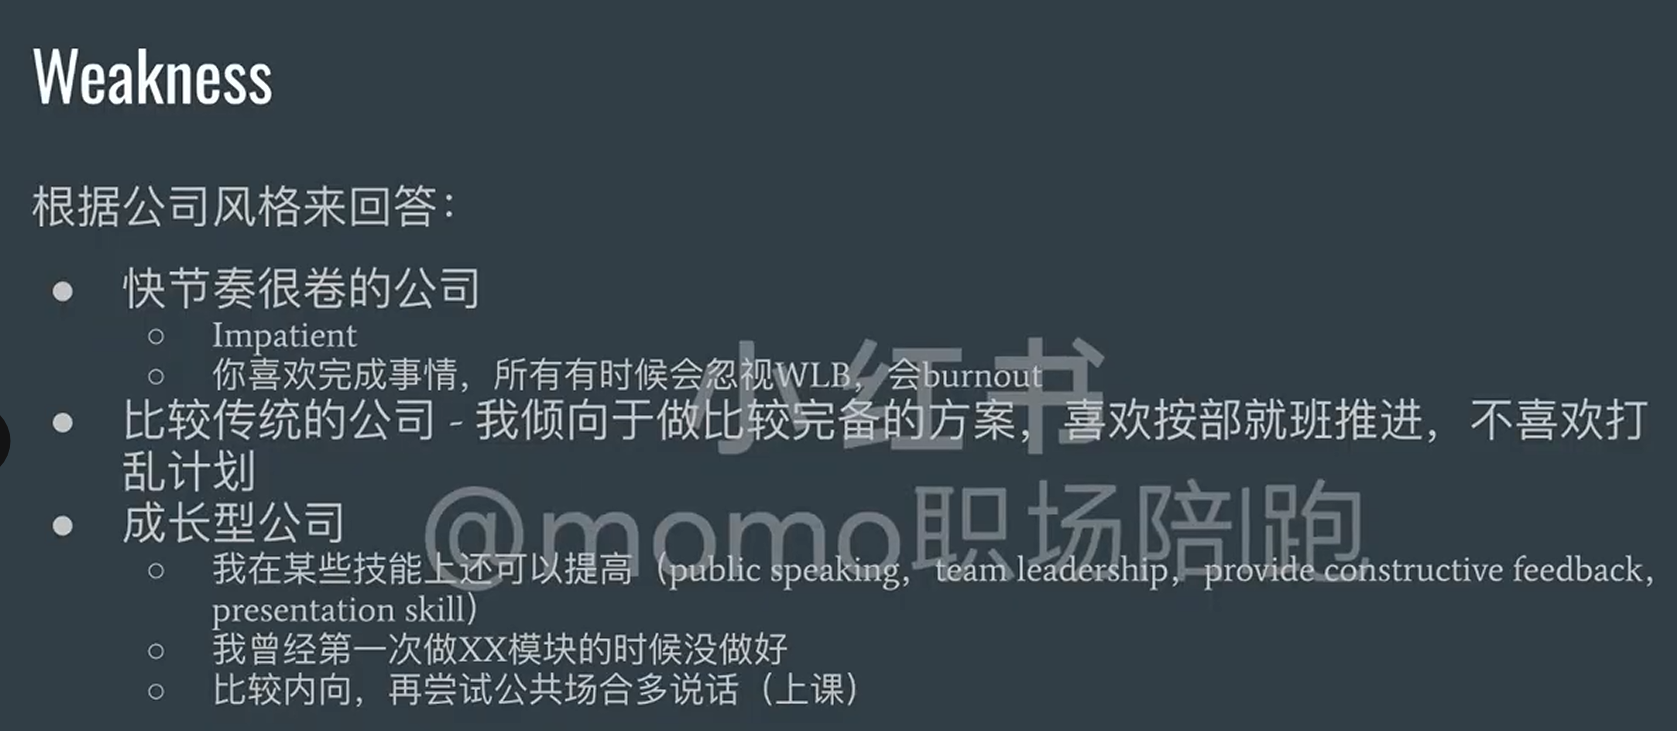 Weakness
根据公司风格来回答：
● 快节奏很卷的公司
○ Impatient
○ 你喜欢完成事情，所有有时候会忽视WLB，会burnout
● 比较传统的公司 - 我倾向于做比较完备的方案，喜欢按部就班推进，不喜欢打
乱计划
● 成长型公司
○ 我在某些技能上还可以提高（public speaking，team leadership，provide constructive feedback，
presentation skill）
○ 我曾经第一次做XX模块的时候没做好
○ 比较内向，再尝试公共场合多说话（上课）
小红书
@momo职场陪跑